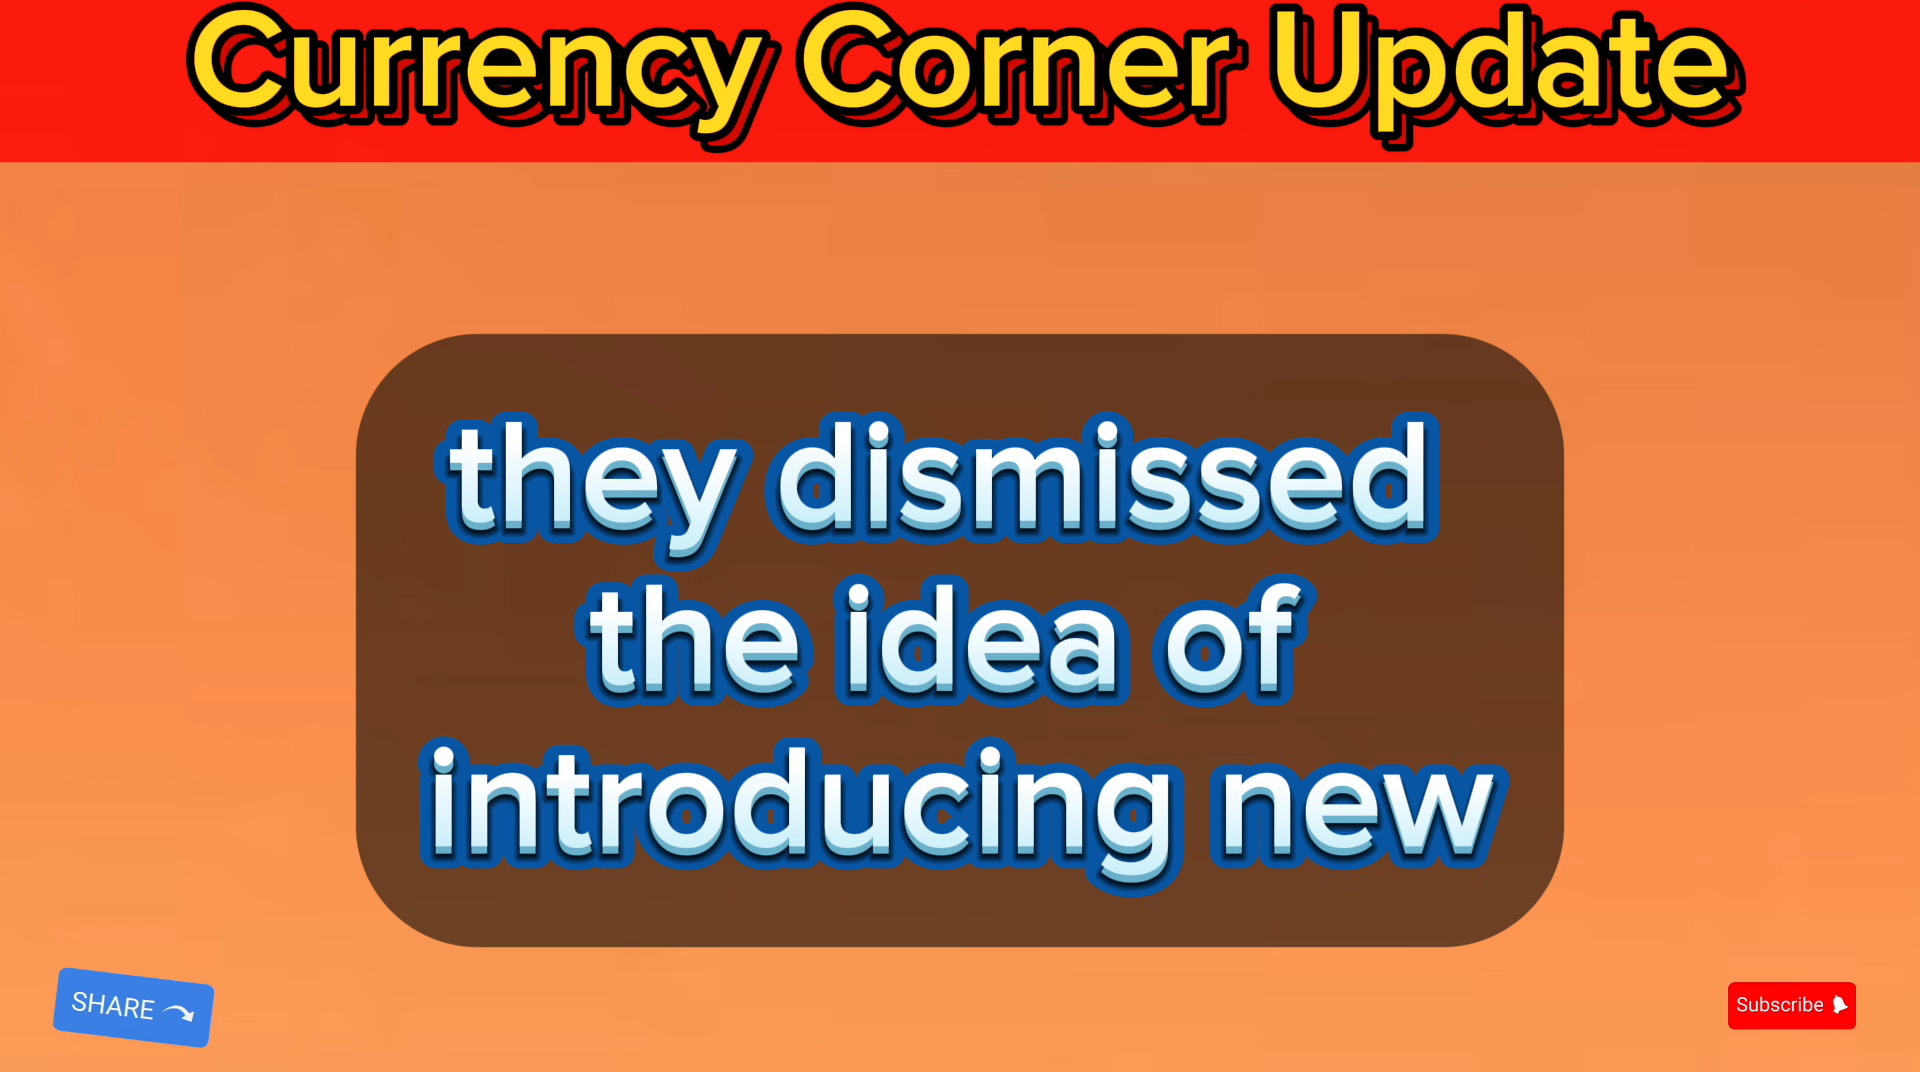 Currency Corner Update
they dismissed
the idea of
introducing new
SHARE
Subscribe